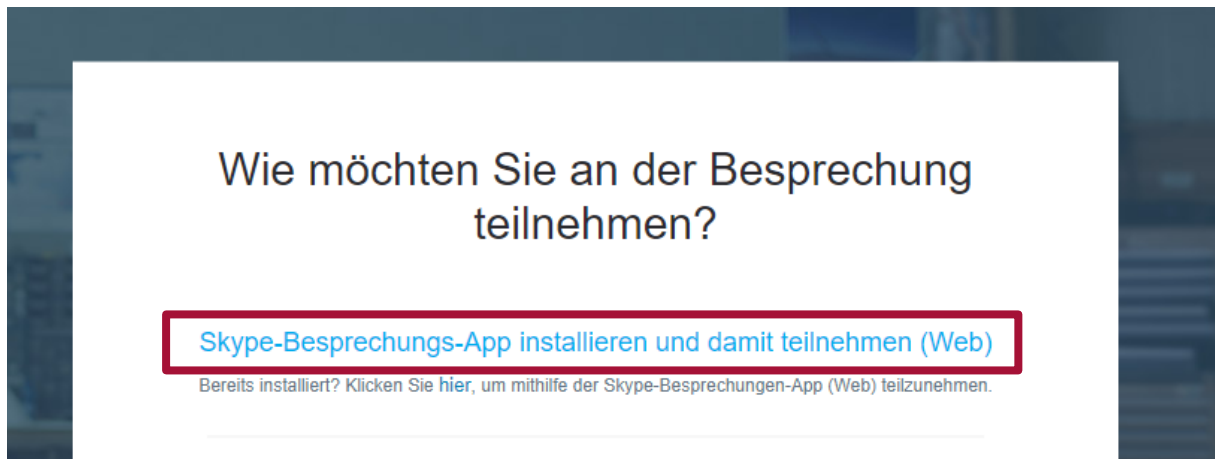 Wie möchten Sie an der Besprechung
teilnehmen?
Skype-Besprechungs-App installieren und damit teilnehmen (Web)
Bereits installiert? Klicken Sie hier, um mithilfe der Skype-Besprechungen-App (Web) teilzunehmen.